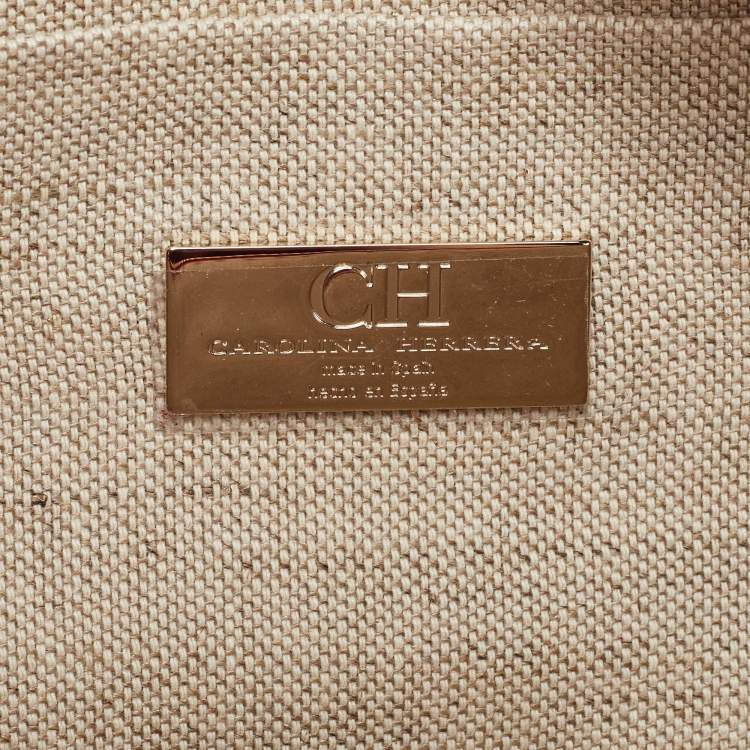 CH
CAROLINA HERRERA
made in Spain
hecho en España